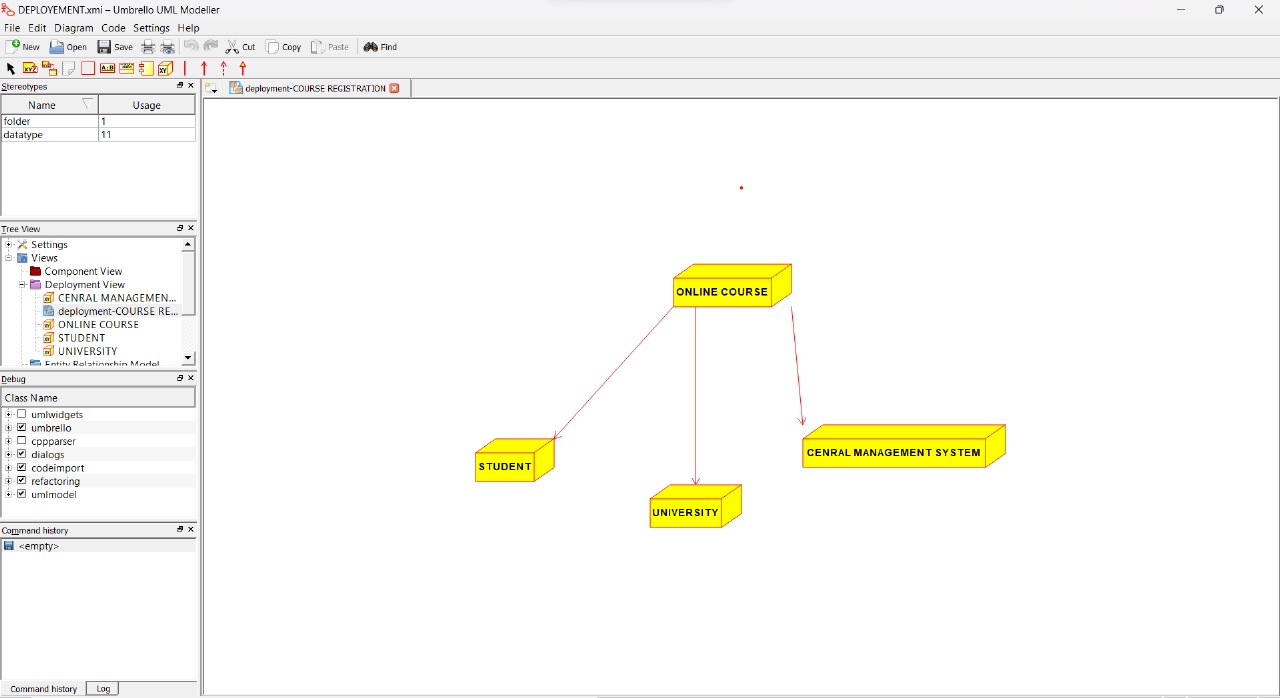 DEPLOYEMENT.xmi – Umbrello UML Modeller
File Edit Diagram Code Settings Help
New Open Save Cut Copy Paste Find
Stereotypes
Name Usage
folder 1
datatype 11
Tree View
Settings
Views
Component View
Deployment View
CENRAL MANAGEMEN...
deployment-COURSE RE...
ONLINE COURSE
STUDENT
UNIVERSITY
Entity Relationship Model
Debug
Class Name
umlwidgets
umbrello
cppparser
dialogs
codeimport
refactoring
umlmodel
Command history
<empty>
Command history Log
deployment-COURSE REGISTRATION
ONLINE COURSE
STUDENT
CENRAL MANAGEMENT SYSTEM
UNIVERSITY